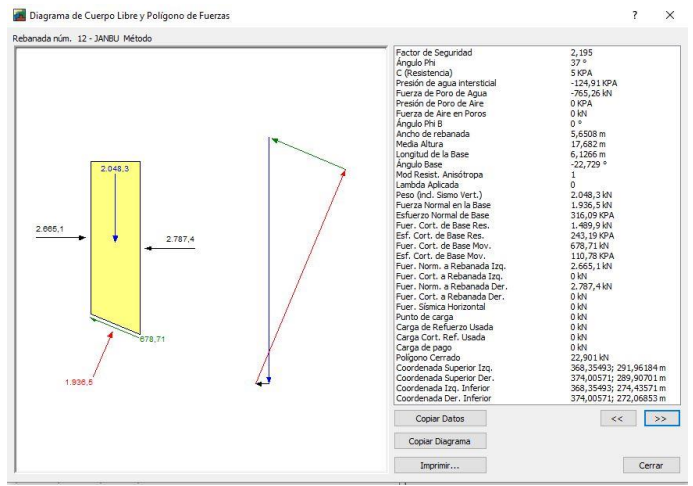 Diagrama de Cuerpo Libre y Polígono de Fuerzas
Rebanada núm. 12 - JANBU Método
2.048,3
2.665,1
2.787,4
678,71
1.936,5
Factor de Seguridad 2,195
Ángulo Phi 37 °
C (Resistencia) 5 KPA
Presión de agua intersticial -124,91 KPA
Fuerza de Poro de Agua -765,26 kN
Presión de Poro de Aire 0 KPA
Fuerza de Aire en Poros 0 kN
Ángulo Phi B 0 °
Ancho de rebanada 5,6508 m
Media Altura 17,682 m
Longitud de la Base 6,1266 m
Ángulo Base -22,729 °
Mod Resist. Anisótropa 1
Lambda Aplicada 0
Peso (incl. Sismo Vert.) 2.048,3 kN
Fuerza Normal en la Base 1.936,5 kN
Esfuerzo Normal de Base 316,09 KPA
Fuer. Cort. de Base Res. 1.489,9 kN
Esf. Cort. de Base Res. 243,19 KPA
Fuer. Cort. de Base Mov. 678,71 kN
Esf. Cort. de Base Mov. 110,78 KPA
Fuer. Norm. a Rebanada Izq. 2.665,1 kN
Fuer. Cort. a Rebanada Izq. 0 kN
Fuer. Norm. a Rebanada Der. 2.787,4 kN
Fuer. Cort. a Rebanada Der. 0 kN
Fuer. Sísmica Horizontal 0 kN
Punto de carga 0 kN
Carga de Refuerzo Usada 0 kN
Carga Cort. Ref. Usada 0 kN
Carga de pago 0 kN
Polígono Cerrado 22,901 kN
Coordenada Superior Izq. 368,35493; 291,96184 m
Coordenada Superior Der. 374,00571; 289,90701 m
Coordenada Izq. Inferior 368,35493; 274,43571 m
Coordenada Der. Inferior 374,00571; 272,06853 m
Copiar Datos << >>
Copiar Diagrama
Imprimir... Cerrar